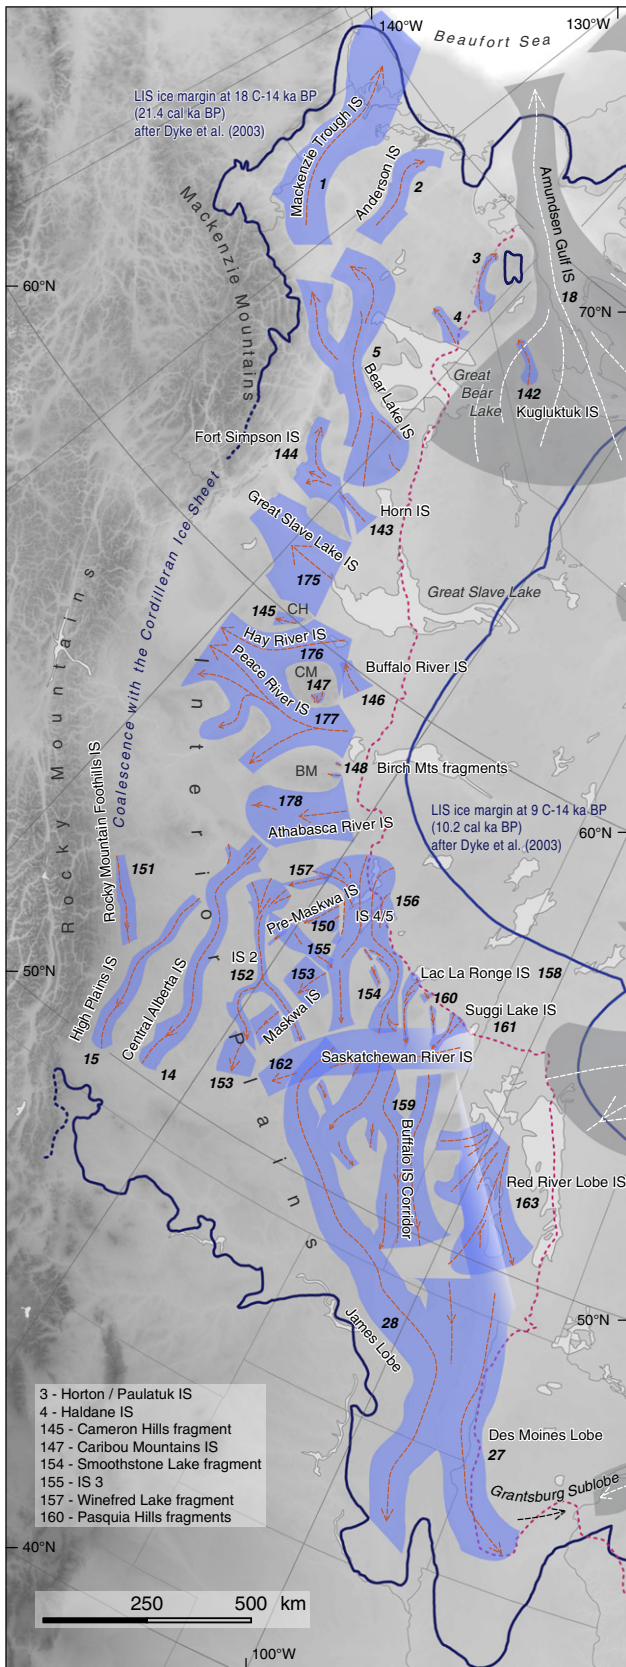 140°W
130°W
Beaufort Sea
LIS ice margin at 18 C-14 ka BP
(21.4 cal ka BP)
after Dyke et al. (2003)
Mackenzie Trough IS
1
Anderson IS
2
Amundsen Gulf IS
18
Mackenzie Mountains
60°N
70°N
3
4
5
Bear Lake IS
Great
Bear
Lake
142
Kugluktuk IS
Fort Simpson IS
144
Horn IS
143
Great Slave Lake IS
175
Great Slave Lake
Coalescence with the Cordilleran Ice Sheet
Rocky Mountains
Interior Plains
145
CH
Hay River IS
176
Peace River IS
CM
147
Buffalo River IS
146
177
BM
148
Birch Mts fragments
178
Athabasca River IS
LIS ice margin at 9 C-14 ka BP
(10.2 cal ka BP)
after Dyke et al. (2003)
60°N
Rocky Mountain Foothills IS
151
157
Pre-Maskwa IS
150
156
IS 4/5
155
IS 2
152
153
154
Lac La Ronge IS 158
160
Suggi Lake IS
161
50°N
High Plains IS
15
Central Alberta IS
14
Maskwa IS
153
162
Saskatchewan River IS
159
Buffalo IS Corridor
Red River Lobe IS
163
50°N
James Lobe
28
Des Moines Lobe
27
Grantsburg Sublobe
3 - Horton / Paulatuk IS
4 - Haldane IS
145 - Cameron Hills fragment
147 - Caribou Mountains IS
154 - Smoothstone Lake fragment
155 - IS 3
157 - Winefred Lake fragment
160 - Pasquia Hills fragments
40°N
250 500 km
100°W